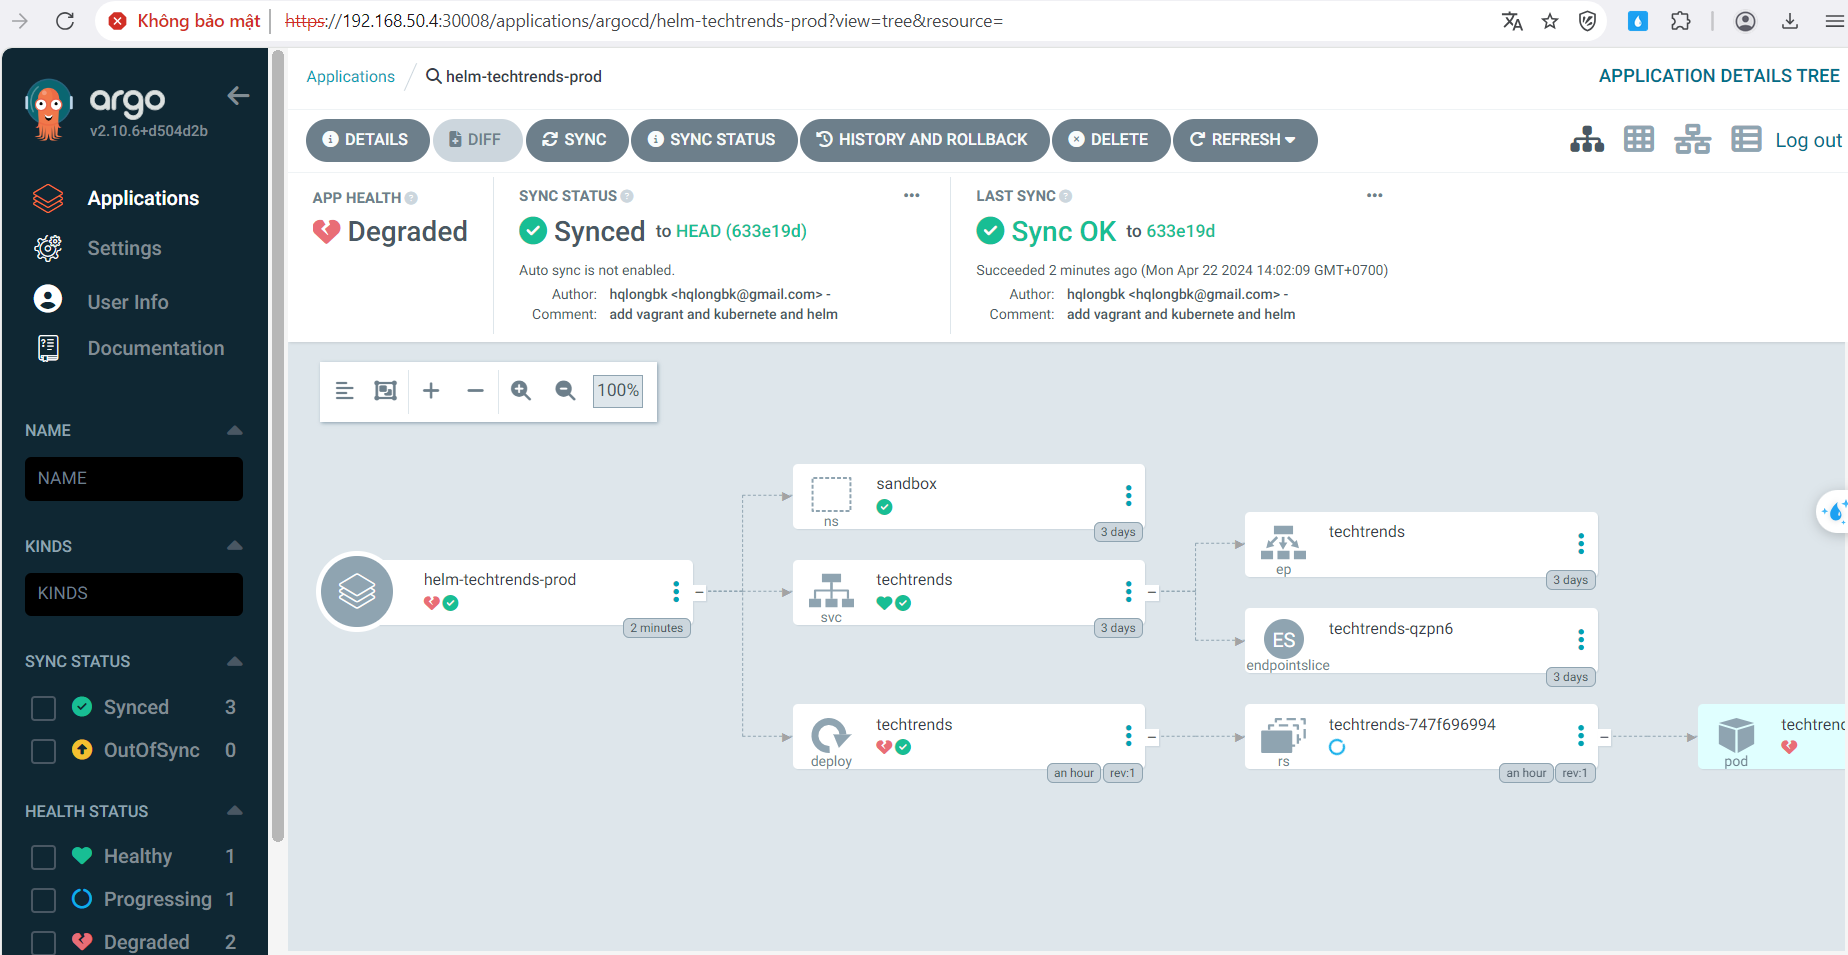 Không bảo mật https://192.168.50.4:30008/applications/argocd/helm-techtrends-prod?view=tree&resource=
argo
v2.10.6+d504d2b
Applications
Settings
User Info
Documentation
NAME
NAME
KINDS
KINDS
SYNC STATUS
Synced 3
OutOfSync 0
HEALTH STATUS
Healthy 1
Progressing 1
Degraded 2
Applications / helm-techtrends-prod
APPLICATION DETAILS TREE
DETAILS DIFF SYNC SYNC STATUS HISTORY AND ROLLBACK DELETE REFRESH
Log out
APP HEALTH
Degraded
SYNC STATUS
Synced to HEAD (633e19d)
Auto sync is not enabled.
Author: hqlongbk <hqlongbk@gmail.com> -
Comment: add vagrant and kubernete and helm
LAST SYNC
Sync OK to 633e19d
Succeeded 2 minutes ago (Mon Apr 22 2024 14:02:09 GMT+0700)
Author: hqlongbk <hqlongbk@gmail.com> -
Comment: add vagrant and kubernete and helm
100%
helm-techtrends-prod
2 minutes
sandbox
ns
3 days
techtrends
svc
3 days
techtrends
deploy
an hour rev:1
techtrends
ep
3 days
ES
techtrends-qzpn6
endpointslice
3 days
techtrends-747f696994
rs
an hour rev:1
techtrend
pod